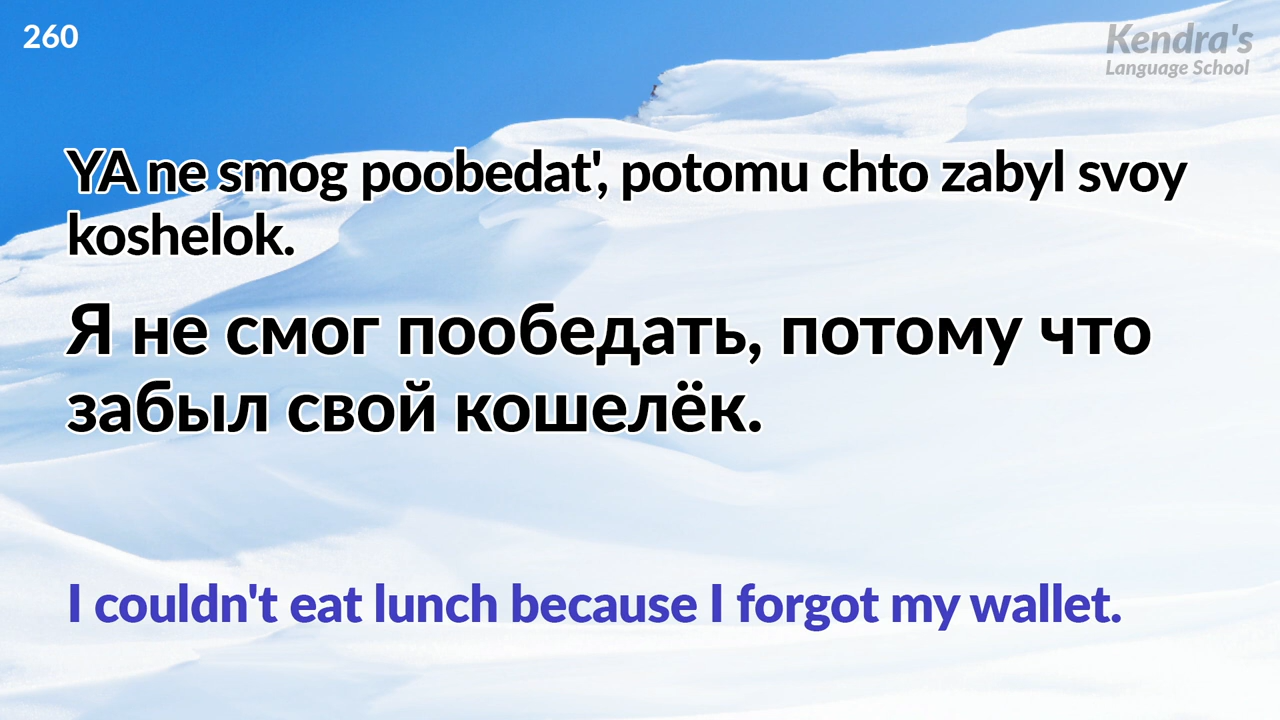 260
Kendra's
Language School
YA ne smog poobedat', potomu chto zabyl svoy
koshelok.
Я не смог пообедать, потому что
забыл свой кошелёк.
I couldn't eat lunch because I forgot my wallet.